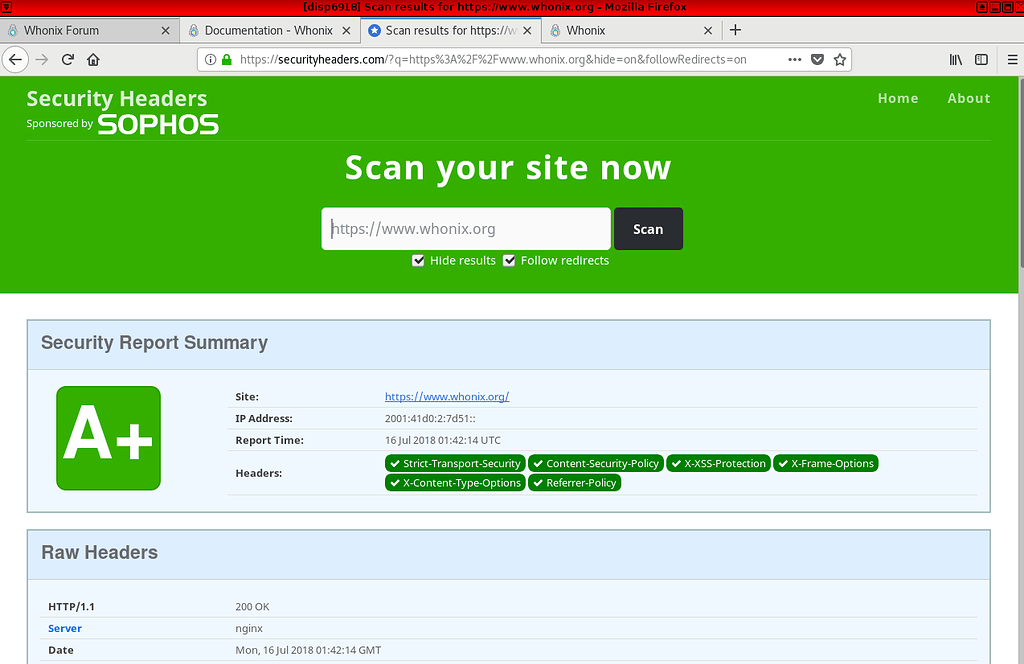 [disp6918] Scan results for https://www.whonix.org - Mozilla Firefox
Whonix Forum
Documentation - Whonix
Scan results for https://w
Whonix
https://securityheaders.com/?q=https%3A%2F%2Fwww.whonix.org&hide=on&followRedirects=on
Security Headers
Home About
Sponsored by SOPHOS
Scan your site now
https://www.whonix.org
Scan
Hide results Follow redirects
Security Report Summary
A+
Site: https://www.whonix.org/
IP Address: 2001:41d0:2:7d51::
Report Time: 16 Jul 2018 01:42:14 UTC
Headers: Strict-Transport-Security Content-Security-Policy X-XSS-Protection X-Frame-Options
X-Content-Type-Options Referrer-Policy
Raw Headers
HTTP/1.1 200 OK
Server nginx
Date Mon, 16 Jul 2018 01:42:14 GMT